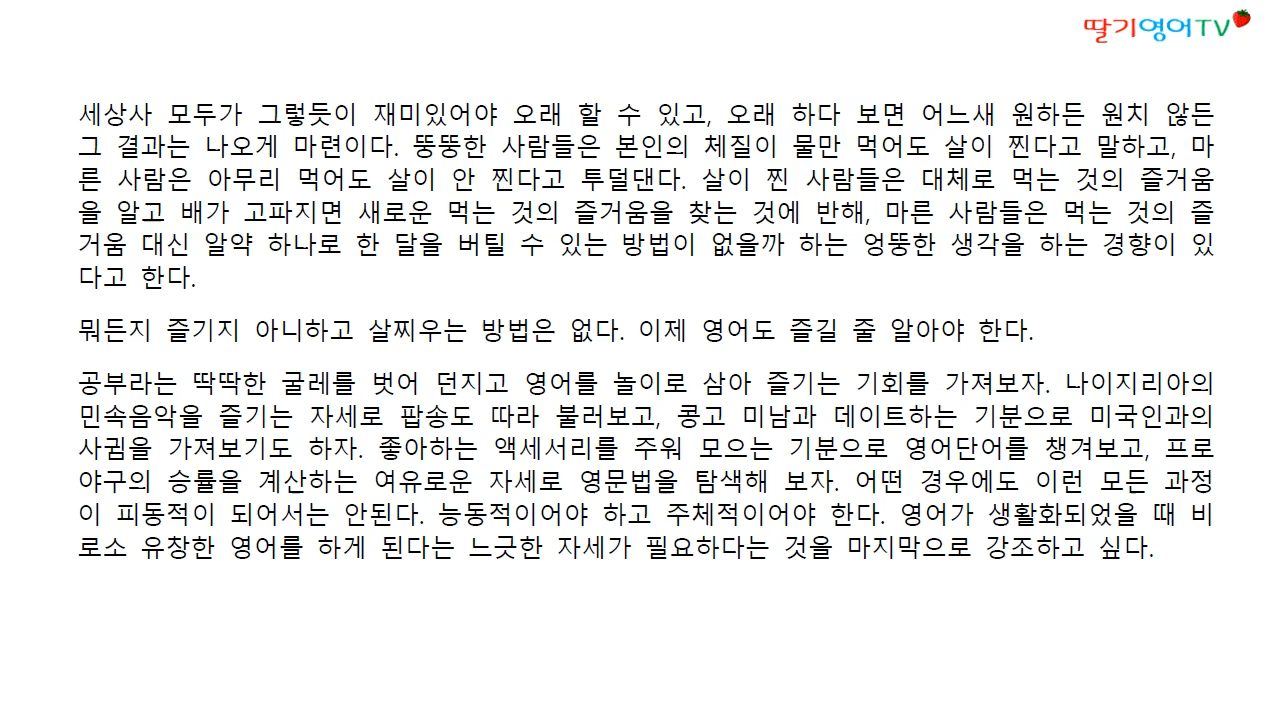 딸기영어TV
세상사 모두가 그렇듯이 재미있어야 오래 할 수 있고, 오래 하다 보면 어느새 원하든 원치 않든
그 결과는 나오게 마련이다. 뚱뚱한 사람들은 본인의 체질이 물만 먹어도 살이 찐다고 말하고, 마
른 사람은 아무리 먹어도 살이 안 찐다고 투덜댄다. 살이 찐 사람들은 대체로 먹는 것의 즐거움
을 알고 배가 고파지면 새로운 먹는 것의 즐거움을 찾는 것에 반해, 마른 사람들은 먹는 것의 즐
거움 대신 알약 하나로 한 달을 버틸 수 있는 방법이 없을까 하는 엉뚱한 생각을 하는 경향이 있
다고 한다.
뭐든지 즐기지 아니하고 살찌우는 방법은 없다. 이제 영어도 즐길 줄 알아야 한다.
공부라는 딱딱한 굴레를 벗어 던지고 영어를 놀이로 삼아 즐기는 기회를 가져보자. 나이지리아의
민속음악을 즐기는 자세로 팝송도 따라 불러보고, 콩고 미남과 데이트하는 기분으로 미국인과의
사귐을 가져보기도 하자. 좋아하는 액세서리를 주워 모으는 기분으로 영어단어를 챙겨보고, 프로
야구의 승률을 계산하는 여유로운 자세로 영문법을 탐색해 보자. 어떤 경우에도 이런 모든 과정
이 피동적이 되어서는 안된다. 능동적이어야 하고 주체적이어야 한다. 영어가 생활화되었을 때 비
로소 유창한 영어를 하게 된다는 느긋한 자세가 필요하다는 것을 마지막으로 강조하고 싶다.